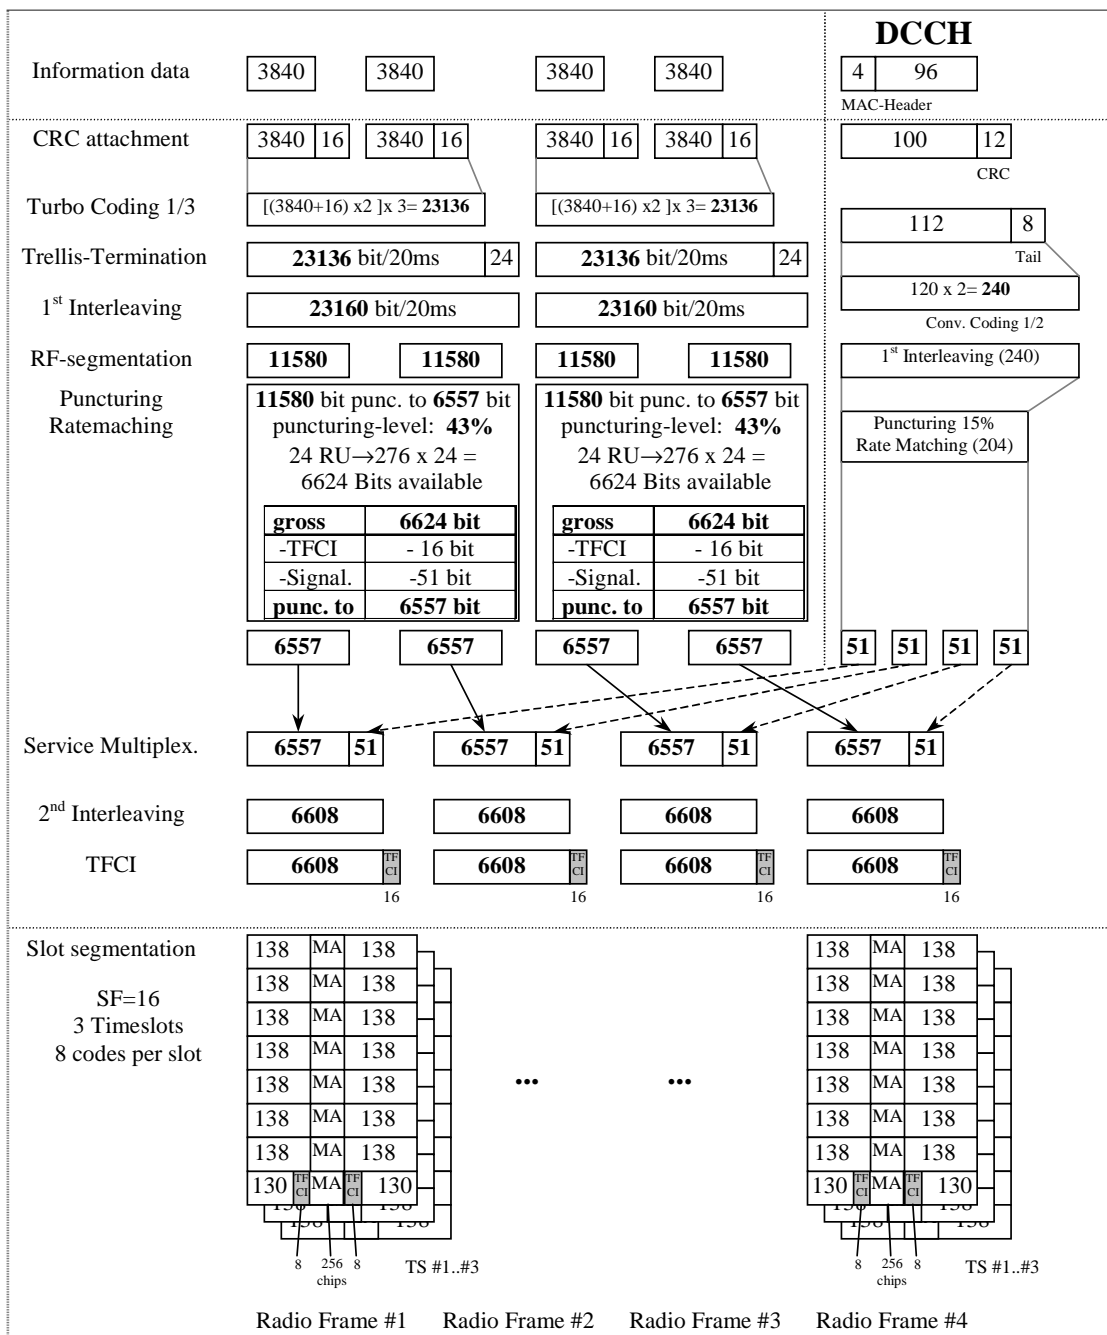 DCCH
Information data 3840 3840 3840 3840 4 96
MAC-Header
CRC attachment 3840 16 3840 16 3840 16 3840 16 100 12
CRC
Turbo Coding 1/3 [(3840+16) x2 ]x 3= 23136 [(3840+16) x2 ]x 3= 23136
112 8
Tail
Trellis-Termination 23136 bit/20ms 24 23136 bit/20ms 24
120 x 2= 240
Conv. Coding 1/2
1st Interleaving 23160 bit/20ms 23160 bit/20ms
RF-segmentation 11580 11580 11580 11580 1st Interleaving (240)
Puncturing
Ratemaching
11580 bit punc. to 6557 bit
puncturing-level: 43%
24 RU→276 x 24 =
6624 Bits available
gross 6624 bit
-TFCI - 16 bit
-Signal. -51 bit
punc. to 6557 bit
11580 bit punc. to 6557 bit
puncturing-level: 43%
24 RU→276 x 24 =
6624 Bits available
gross 6624 bit
-TFCI - 16 bit
-Signal. -51 bit
punc. to 6557 bit
Puncturing 15%
Rate Matching (204)
6557 6557 6557 6557 51 51 51 51
Service Multiplex. 6557 51 6557 51 6557 51 6557 51
2nd Interleaving 6608 6608 6608 6608
TFCI 6608 TF CI 6608 TF CI 6608 TF CI 6608 TF CI
16 16 16 16
Slot segmentation
SF=16
3 Timeslots
8 codes per slot
138 MA 138
138 MA 138
138 MA 138
138 MA 138
138 MA 138
138 MA 138
138 MA 138
130 TF CI MA TF CI 130
138 138
138 138
8 256 8
chips
TS #1..#3
... ...
138 MA 138
138 MA 138
138 MA 138
138 MA 138
138 MA 138
138 MA 138
138 MA 138
130 TF CI MA TF CI 130
138 138
138 138
8 256 8
chips
TS #1..#3
Radio Frame #1 Radio Frame #2 Radio Frame #3 Radio Frame #4